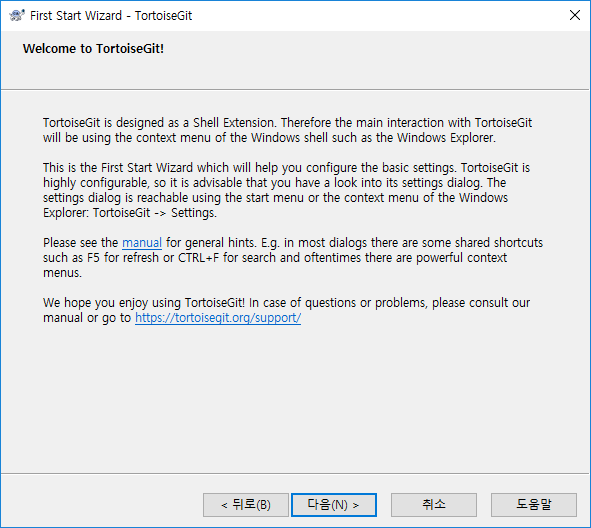 First Start Wizard - TortoiseGit
Welcome to TortoiseGit!
TortoiseGit is designed as a Shell Extension. Therefore the main interaction with TortoiseGit
will be using the context menu of the Windows shell such as the Windows Explorer.
This is the First Start Wizard which will help you configure the basic settings. TortoiseGit is
highly configurable, so it is advisable that you have a look into its settings dialog. The
settings dialog is reachable using the start menu or the context menu of the Windows
Explorer: TortoiseGit -> Settings.
Please see the manual for general hints. E.g. in most dialogs there are some shared shortcuts
such as F5 for refresh or CTRL+F for search and oftentimes there are powerful context
menus.
We hope you enjoy using TortoiseGit! In case of questions or problems, please consult our
manual or go to https://tortoisegit.org/support/
< 뒤로(B) 다음(N) > 취소 도움말